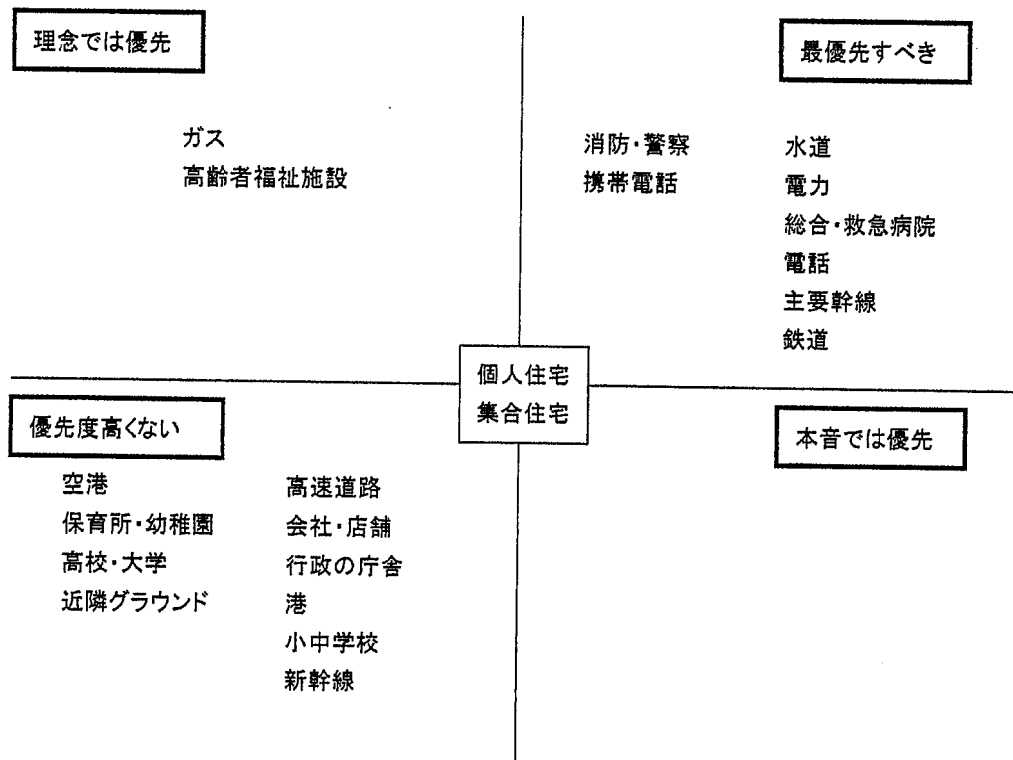 理念では優先
最優先すべき
ガス
高齢者福祉施設
消防・警察
携帯電話
水道
電力
総合・救急病院
電話
主要幹線
鉄道
個人住宅
集合住宅
優先度高くない
本音では優先
空港
保育所・幼稚園
高校・大学
近隣グラウンド
高速道路
会社・店舗
行政の庁舎
港
小中学校
新幹線